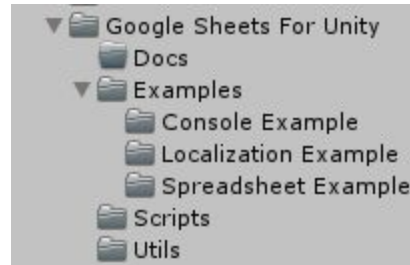 Google Sheets For Unity
Docs
Examples
Console Example
Localization Example
Spreadsheet Example
Scripts
Utils